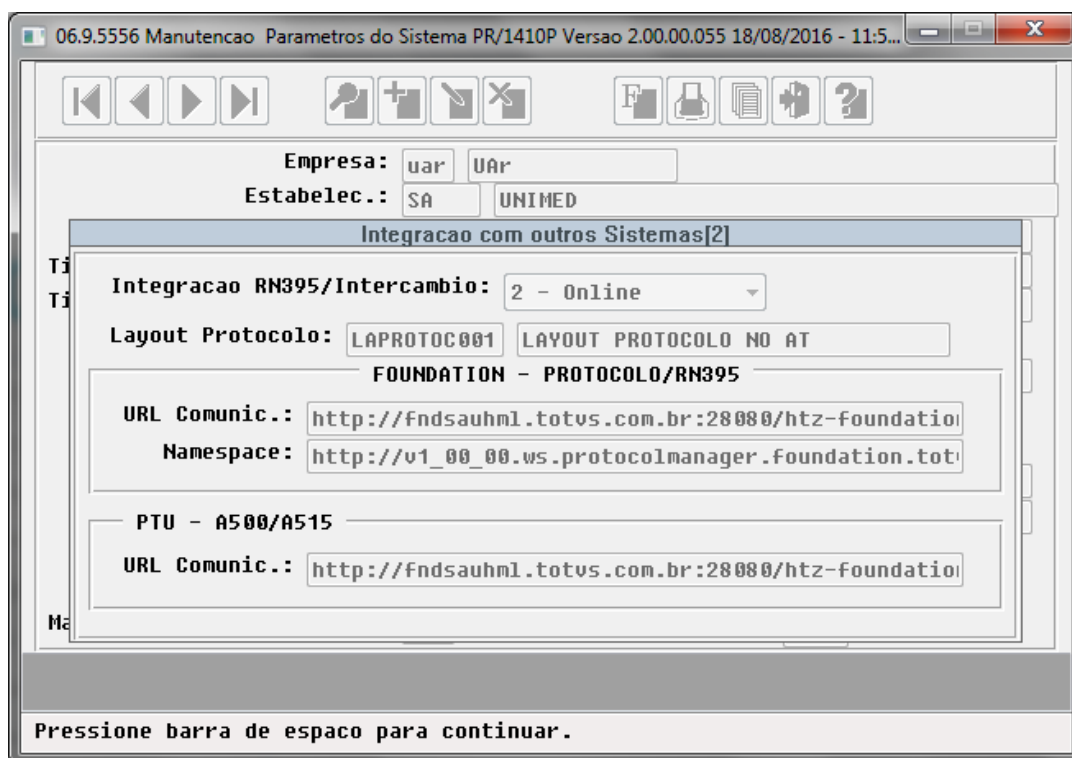 06.9.5556 Manutencao Parametros do Sistema PR/1410P Versao 2.00.00.055 18/08/2016 - 11:5...
Empresa: uar UAr
Estabelec.: SA UNIMED
Integracao com outros Sistemas[2]
Ti
Integracao RN395/Intercambio: 2 - Online
Ti
Layout Protocolo: LAPROTOC001 LAYOUT PROTOCOLO NO AT
FOUNDATION - PROTOCOLO/RN395
URL Comunic.: http://fndsauhml.totvs.com.br:28080/htz-foundatio
Namespace: http://v1_00_00.ws.protocolmanager.foundation.tot
PTU - A500/A515
URL Comunic.: http://fndsauhml.totvs.com.br:28080/htz-foundatio
Ma
Pressione barra de espaco para continuar.